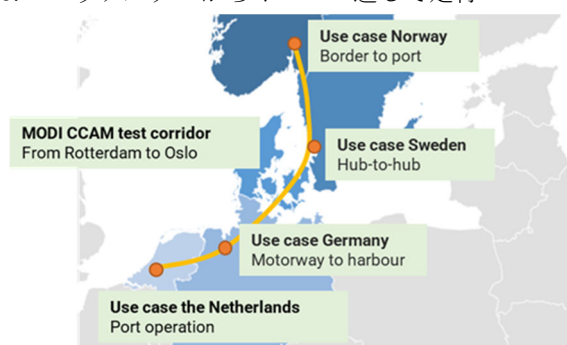 Use case Norway
Border to port
MODI CCAM test corridor
From Rotterdam to Oslo
Use case Sweden
Hub-to-hub
Use case Germany
Motorway to harbour
Use case the Netherlands
Port operation